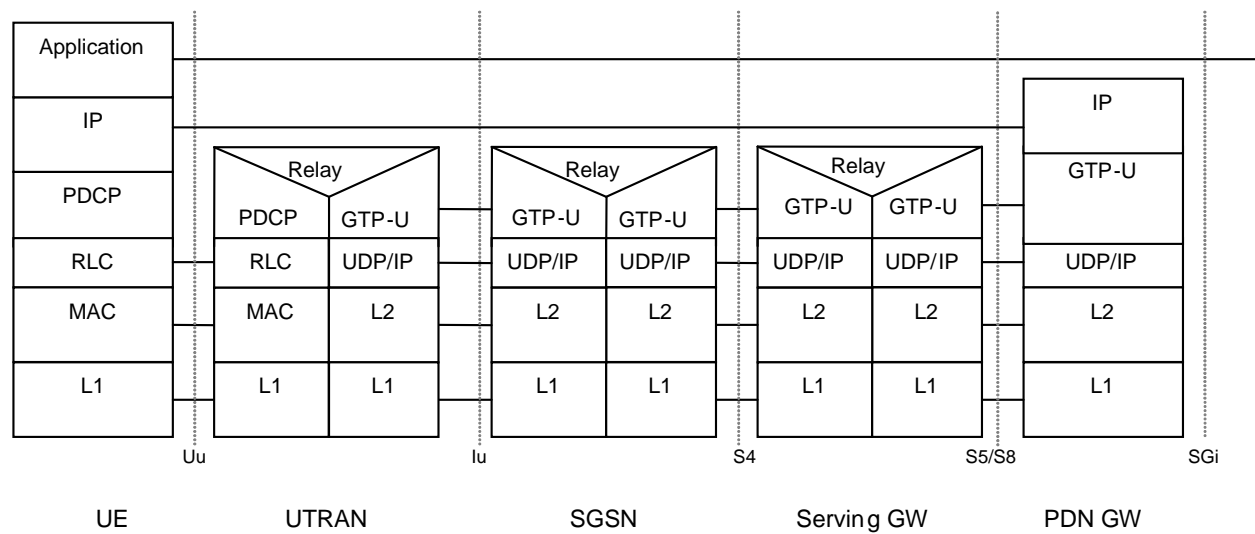 Application
IP
IP
Relay Relay Relay
PDCP GTP-U
PDCP GTP-U GTP-U GTP-U GTP-U GTP-U
RLC RLC UDP/IP UDP/IP UDP/IP UDP/IP UDP/IP UDP/IP
MAC MAC L2 L2 L2 L2 L2 L2
L1 L1 L1 L1 L1 L1 L1 L1
Uu Iu S4 S5/S8 SGi
UE UTRAN SGSN Serving GW PDN GW